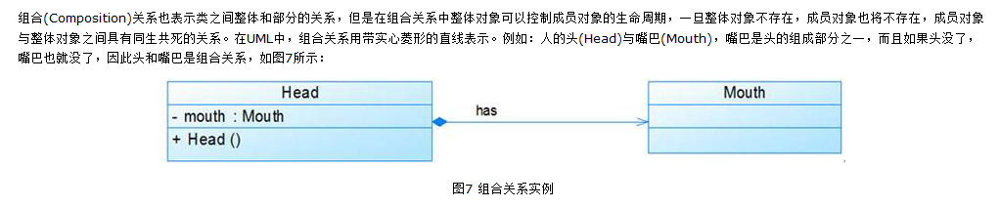 组合(Composition)关系也表示类之间整体和部分的关系，但是在组合关系中整体对象可以控制成员对象的生命周期，一旦整体对象不存在，成员对象也将不存在，成员对象
与整体对象之间具有同生共死的关系。在UML中，组合关系用带实心菱形的直线表示。例如：人的头(Head)与嘴巴(Mouth)，嘴巴是头的组成部分之一，而且如果头没了，
嘴巴也就没了，因此头和嘴巴是组合关系，如图7所示：
Head
- mouth : Mouth
+ Head ()
has
Mouth
图7 组合关系实例